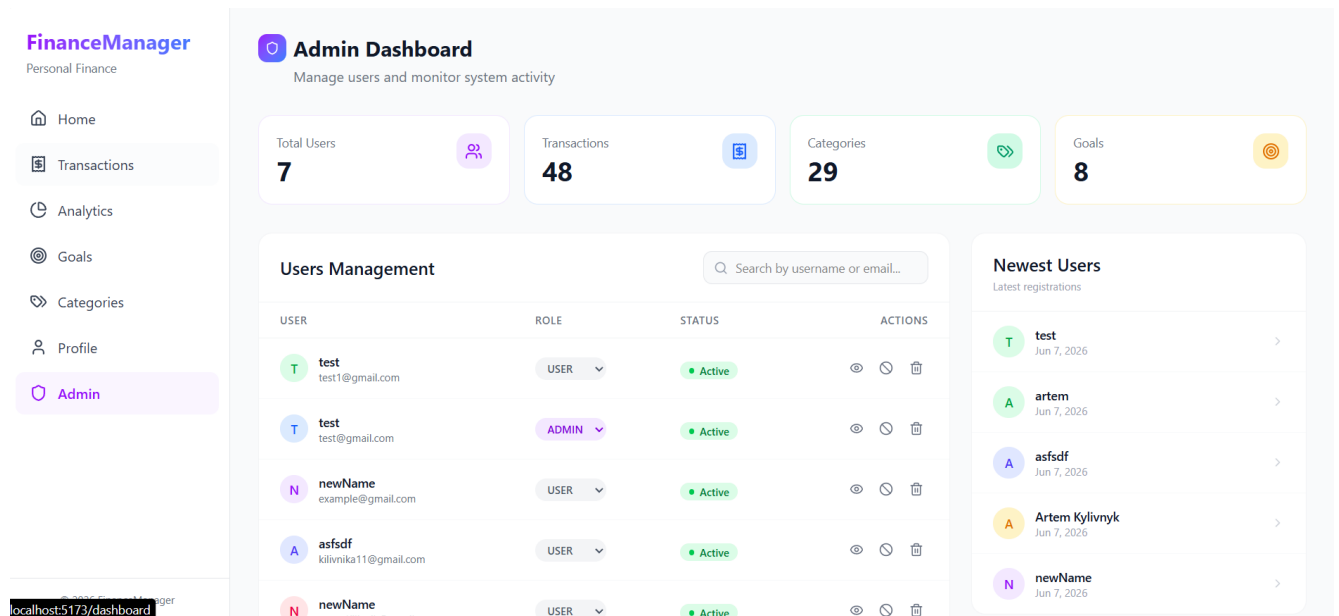 FinanceManager
Personal Finance
Home
Transactions
Analytics
Goals
Categories
Profile
Admin
localhost:5173/dashboard
Admin Dashboard
Manage users and monitor system activity
Total Users
7
Transactions
48
Categories
29
Goals
8
Users Management
Search by username or email...
USER ROLE STATUS ACTIONS
T test USER Active
test1@gmail.com
T test ADMIN Active
test@gmail.com
N newName USER Active
example@gmail.com
A asfsdf USER Active
kilivnika11@gmail.com
N newName USER Active
Newest Users
Latest registrations
T test
Jun 7, 2026
A artem
Jun 7, 2026
A asfsdf
Jun 7, 2026
A Artem Kylivnyk
Jun 7, 2026
N newName
Jun 7, 2026